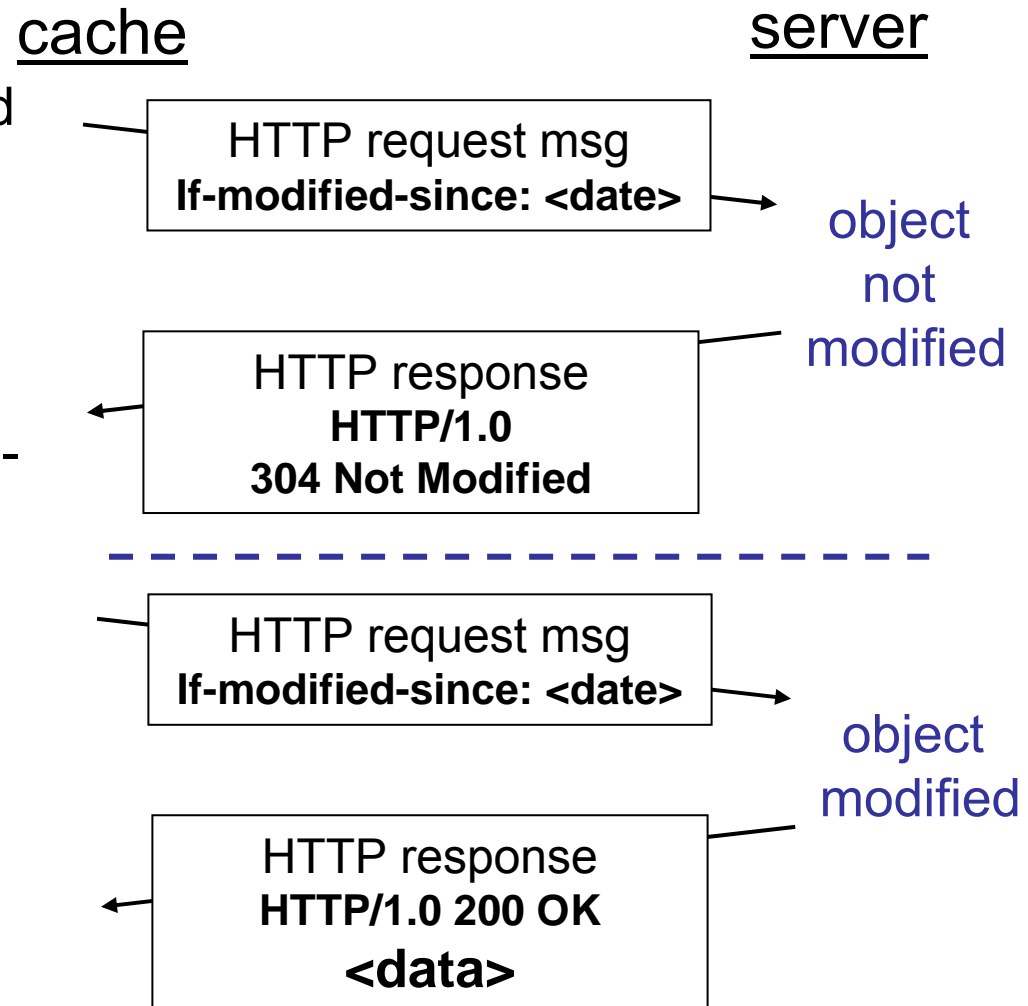 cache
server
d
HTTP request msg
If-modified-since: <date>
object
not
modified
HTTP response
HTTP/1.0
304 Not Modified
-
HTTP request msg
If-modified-since: <date>
object
modified
HTTP response
HTTP/1.0 200 OK
<data>